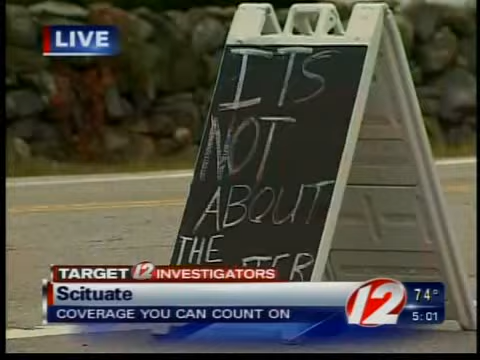 LIVE
ITS
NOT
ABOUT
THE
TARGET 12 INVESTIGATORS
Scituate
COVERAGE YOU CAN COUNT ON
12
74°
5:01